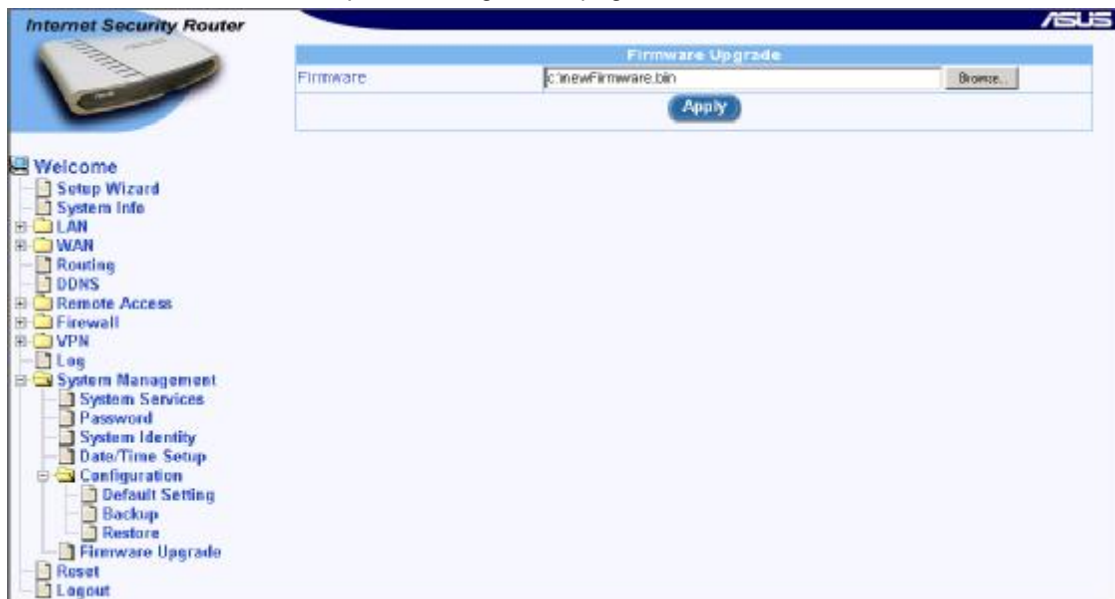 Internet Security Router
ASUS
Firmware Upgrade
Firmware
c:\newFirmware.bin
Browse...
Apply
Welcome
Setup Wizard
System Info
LAN
WAN
Routing
DDNS
Remote Access
Firewall
VPN
Log
System Management
System Services
Password
System Identity
Date/Time Setup
Configuration
Default Setting
Backup
Restore
Firmware Upgrade
Reset
Logout